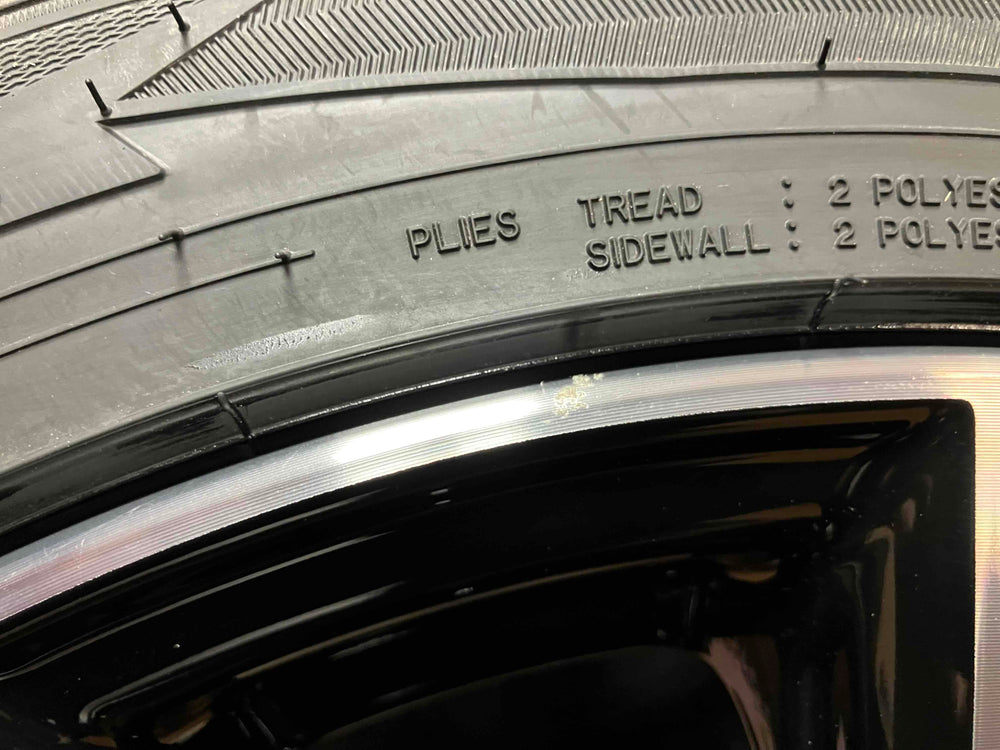 PLIES TREAD : 2 POLYES
SIDEWALL : 2 POLYES